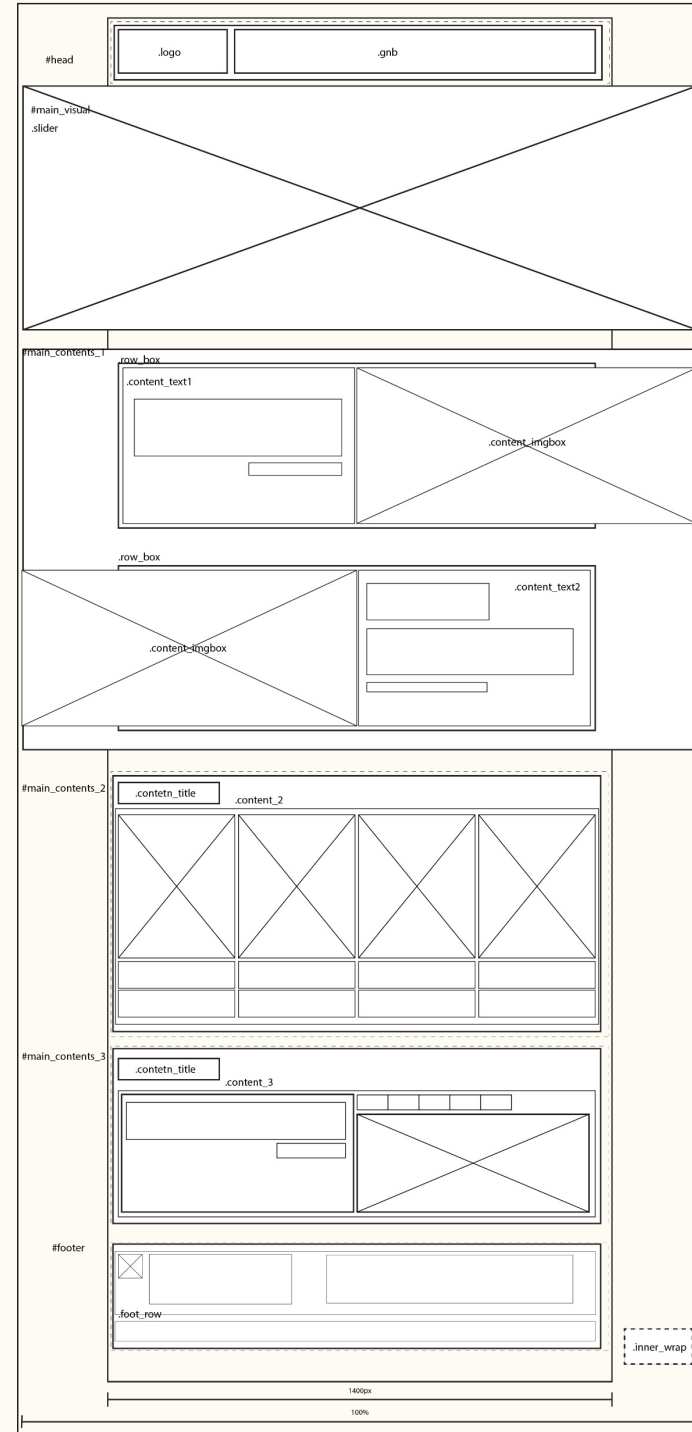 .logo
.gnb
#head
#main_visual
.slider
#main_contents_1
.row_box
.content_text1
.content_imgbox
.row_box
.content_text2
.content_imgbox
#main_contents_2
.contetn_title
.content_2
#main_contents_3
.contetn_title
.content_3
#footer
.foot_row
.inner_wrap
1400px
100%